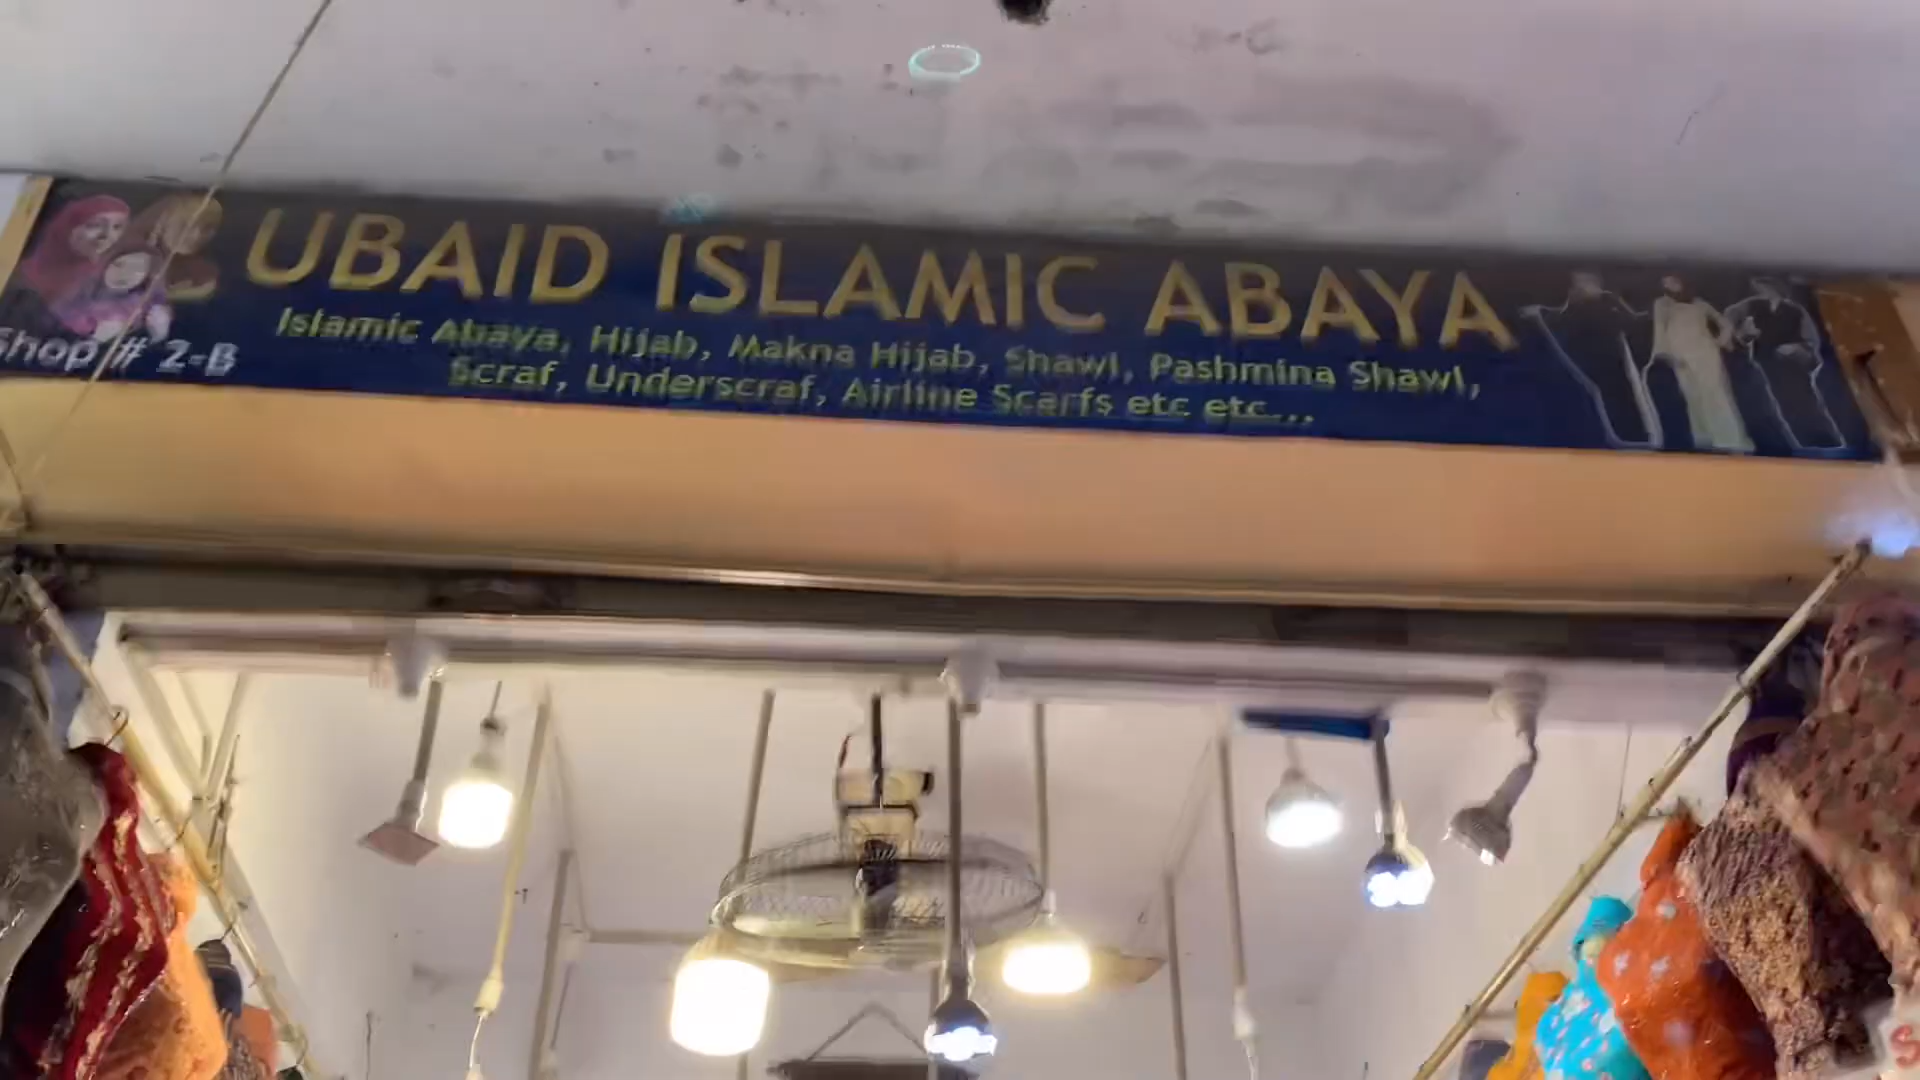 UBAID ISLAMIC ABAYA
Islamic Abaya, Hijab, Makna Hijab, Shawl, Pashmina Shawl,
Scraf, Underscraf, Airline Scarfs etc etc....
Shop # 2-B